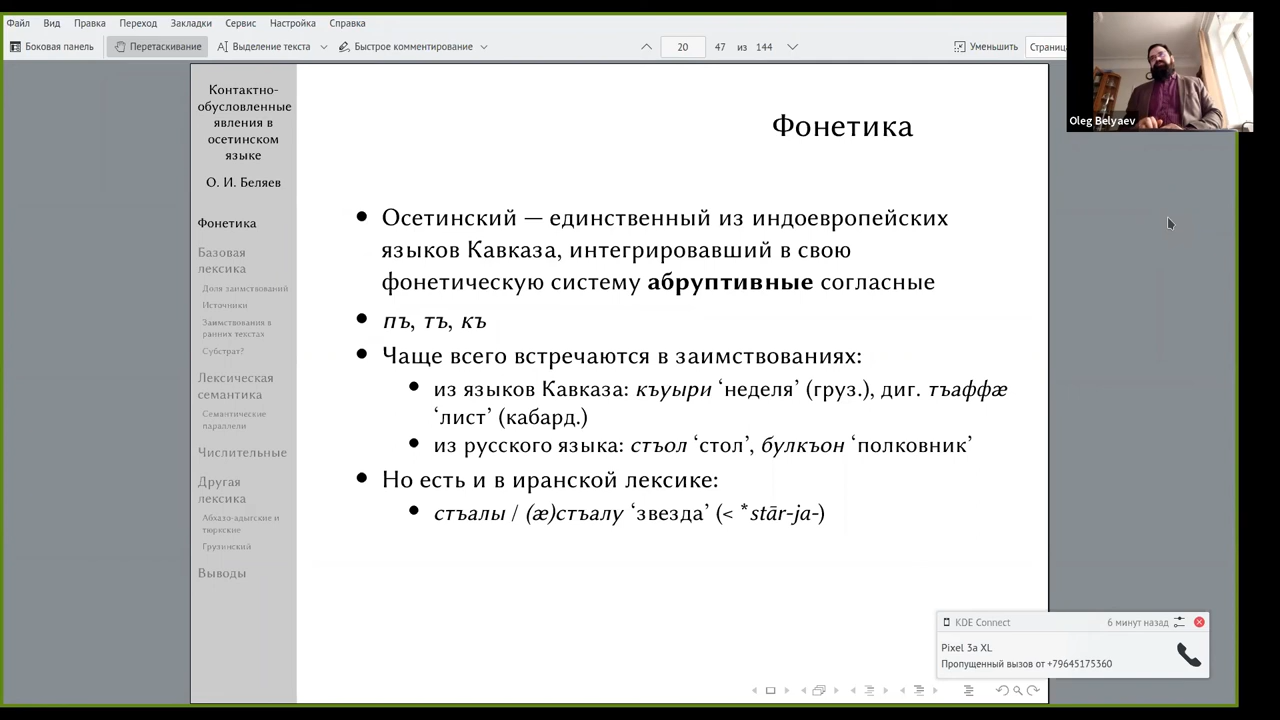 Файл Вид Правка Переход Закладки Сервис Настройка Справка
Боковая панель Перетаскивание Выделение текста Быстрое комментирование 20 47 из 144 Уменьшить Страница
Oleg Belyaev
Контактно-
обусловленные
явления в
осетинском
языке
О. И. Беляев
Фонетика
Базовая
лексика
Доля заимствований
Источники
Заимствования в
ранних текстах
Субстрат?
Лексическая
семантика
Семантические
параллели
Числительные
Другая
лексика
Абхазо-адыгские и
тюркские
Грузинский
Выводы
Фонетика
• Осетинский — единственный из индоевропейских
языков Кавказа, интегрировавший в свою
фонетическую систему абруптивные согласные
• пъ, тъ, къ
• Чаще всего встречаются в заимствованиях:
• из языков Кавказа: къуыри ‘неделя’ (груз.), диг. тъаффæ
‘лист’ (кабард.)
• из русского языка: стъол ‘стол’, булкъон ‘полковник’
• Но есть и в иранской лексике:
• стъалы / (æ)стъалу ‘звезда’ (< *stār-ja-)
KDE Connect 6 минут назад
Pixel 3a XL
Пропущенный вызов от +79645175360